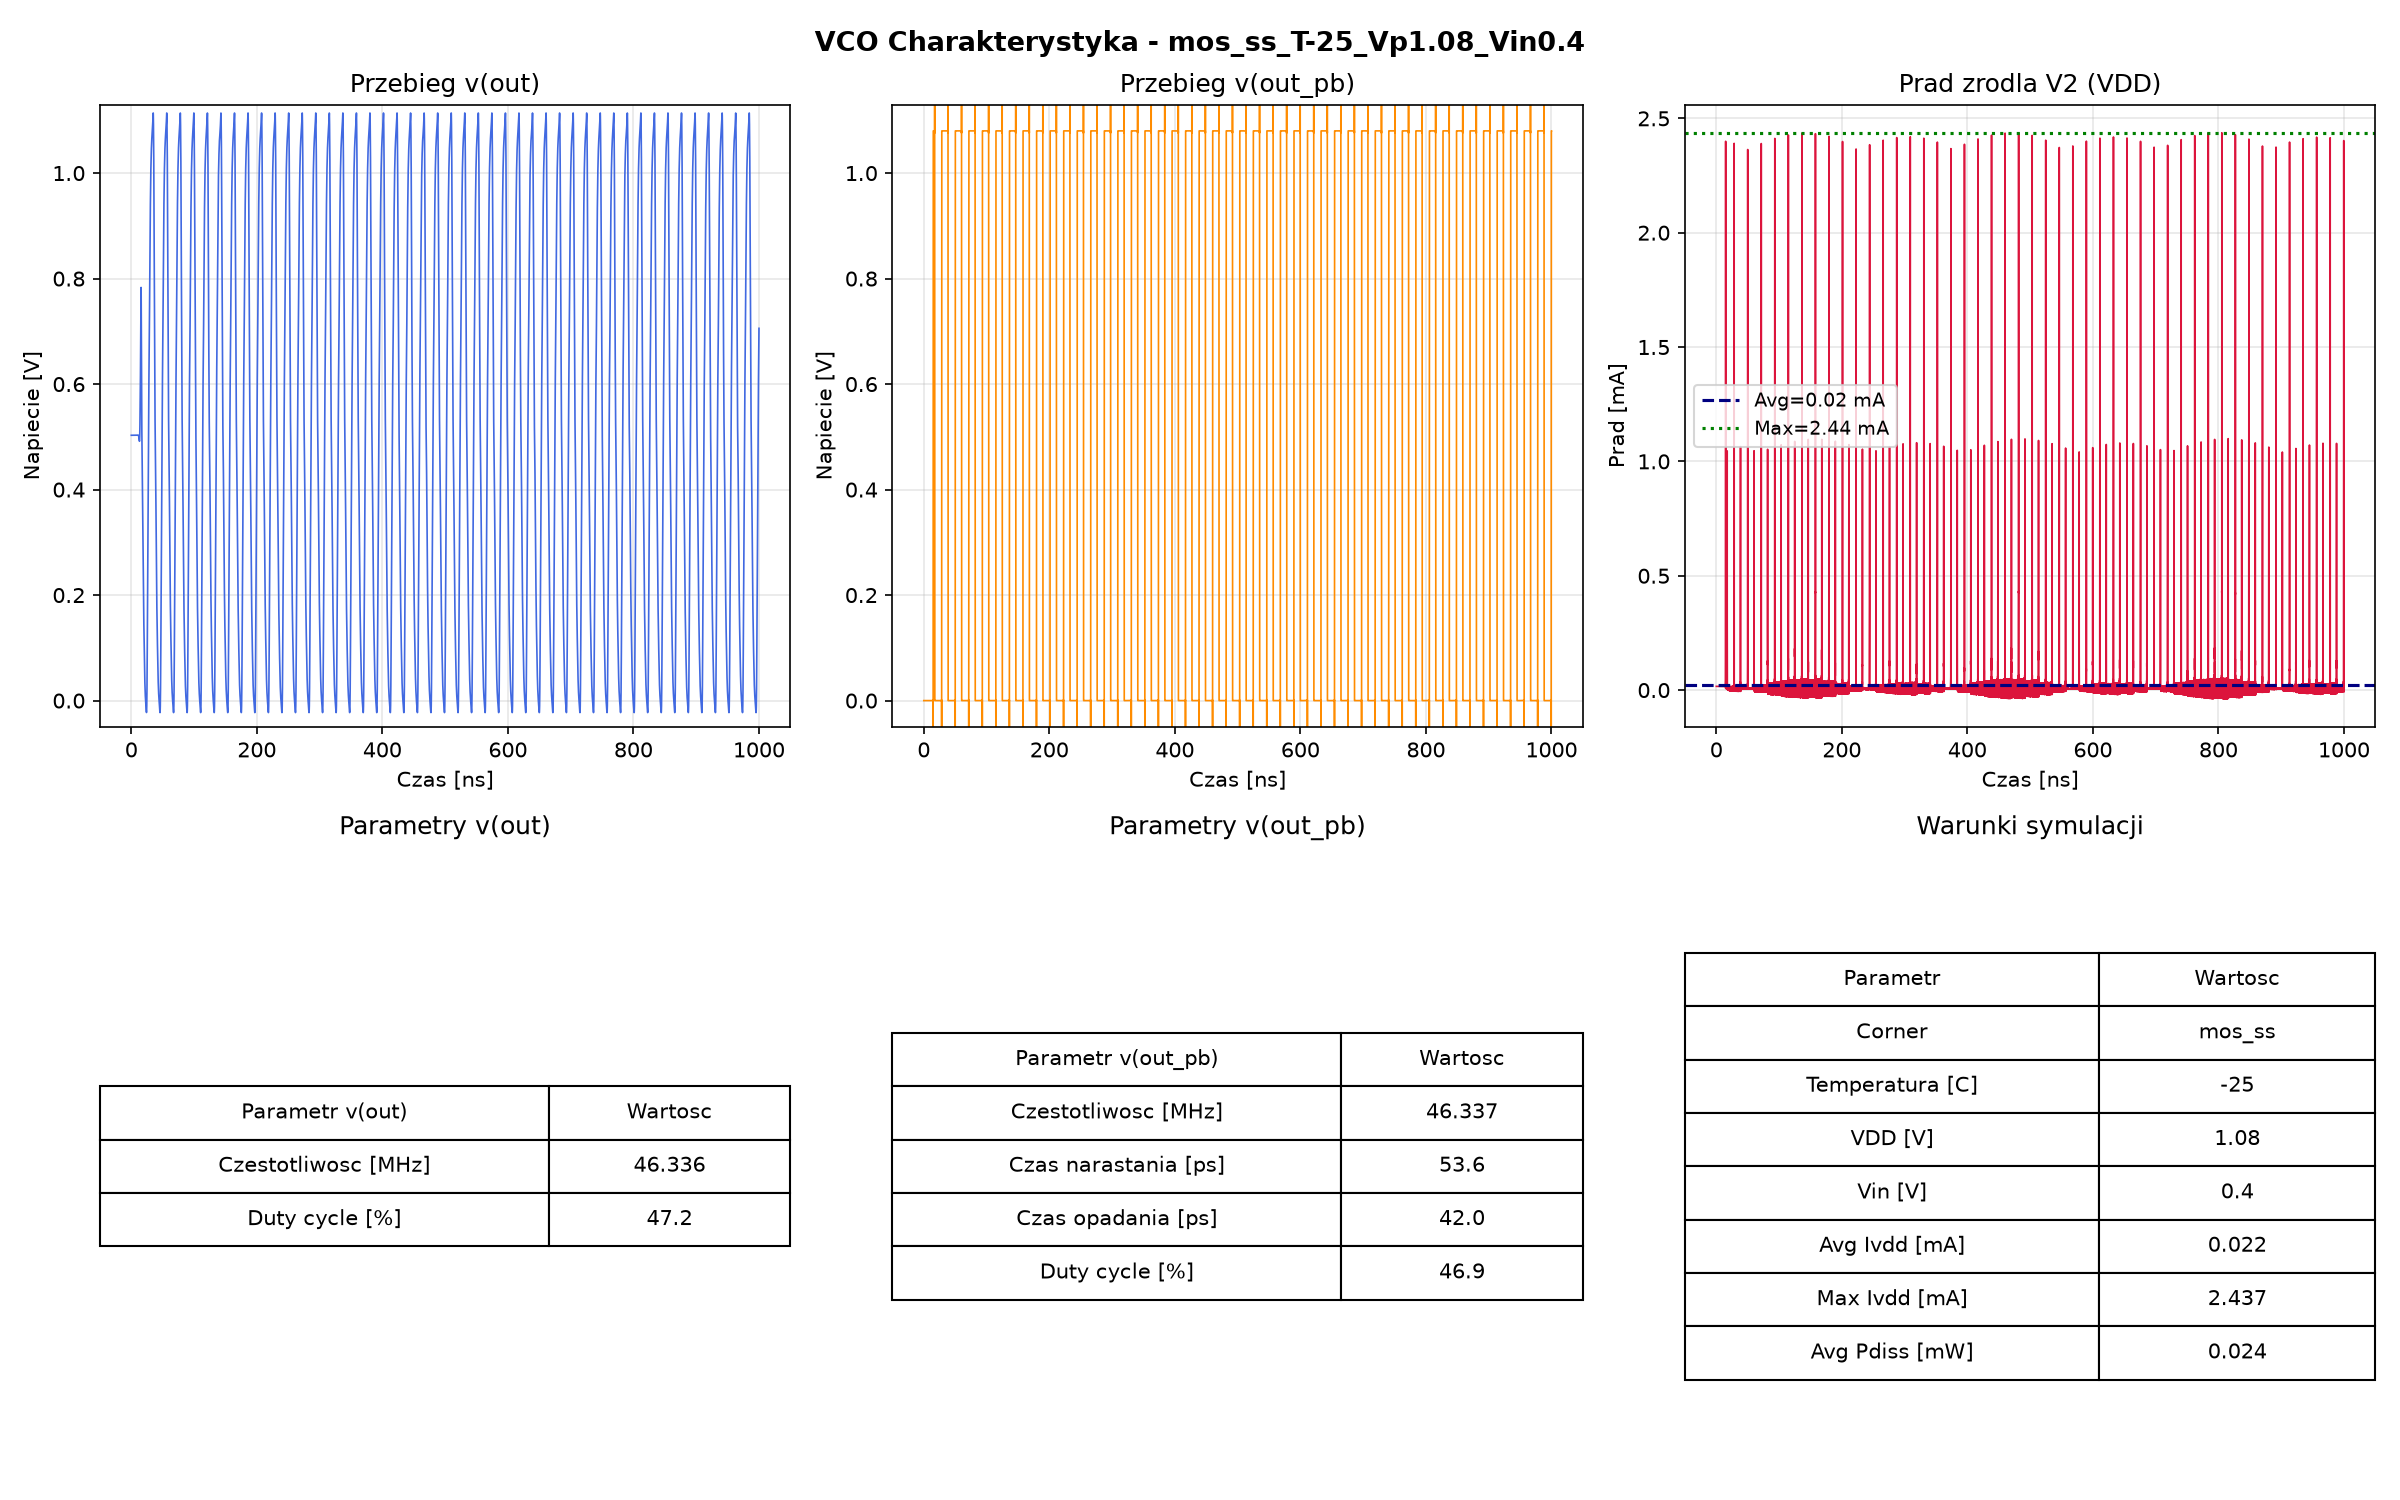 VCO Charakterystyka - mos_ss_T-25_Vp1.08_Vin0.4
Przebieg v(out)
Napiecie [V]
1.0
0.8
0.6
0.4
0.2
0.0
0 200 400 600 800 1000
Czas [ns]
Przebieg v(out_pb)
Napiecie [V]
1.0
0.8
0.6
0.4
0.2
0.0
0 200 400 600 800 1000
Czas [ns]
Prad zrodla V2 (VDD)
Prad [mA]
2.5
2.0
1.5
1.0
0.5
0.0
Avg=0.02 mA
Max=2.44 mA
0 200 400 600 800 1000
Czas [ns]
Parametry v(out)
Parametr v(out) Wartosc
Czestotliwosc [MHz] 46.336
Duty cycle [%] 47.2
Parametry v(out_pb)
Parametr v(out_pb) Wartosc
Czestotliwosc [MHz] 46.337
Czas narastania [ps] 53.6
Czas opadania [ps] 42.0
Duty cycle [%] 46.9
Warunki symulacji
Parametr Wartosc
Corner mos_ss
Temperatura [C] -25
VDD [V] 1.08
Vin [V] 0.4
Avg Ivdd [mA] 0.022
Max Ivdd [mA] 2.437
Avg Pdiss [mW] 0.024